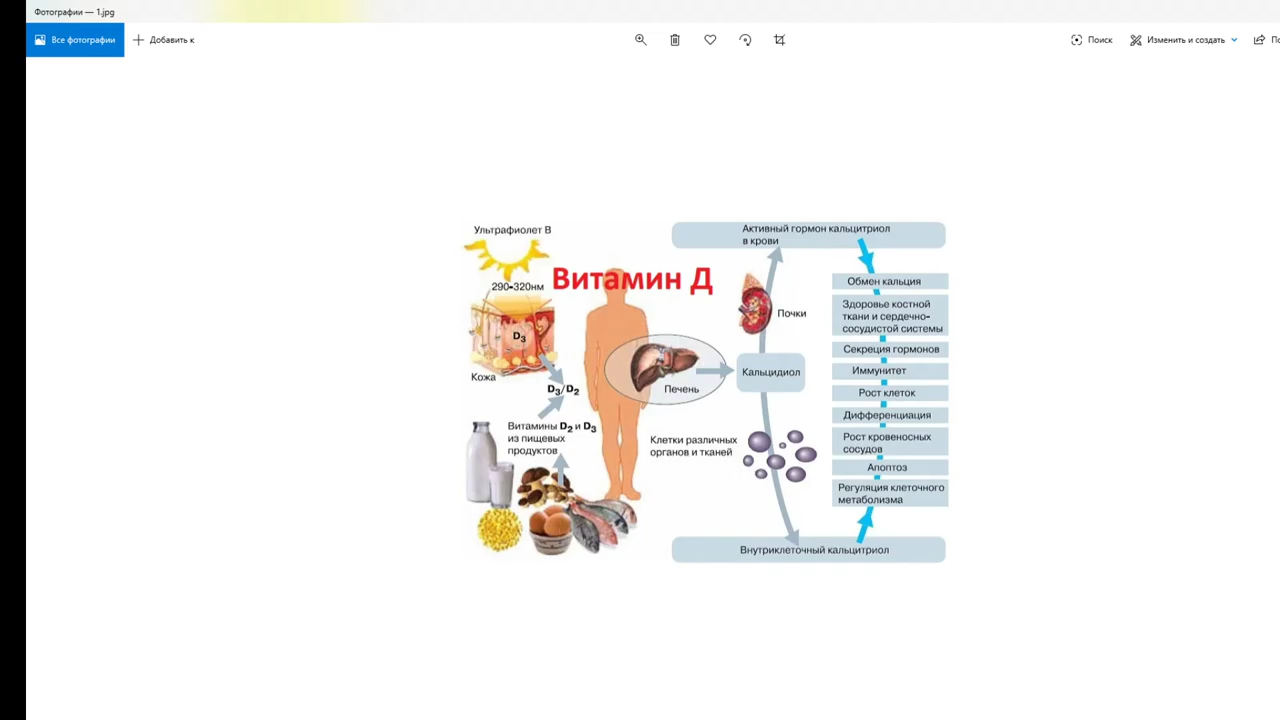 Фотографии — 1.jpg
Все фотографии
Добавить к
Поиск
Изменить и создать
Ультрафиолет В
290-320нм
Витамин Д
D3
Кожа
D3/D2
Витамины D2 и D3
из пищевых
продуктов
Печень
Почки
Кальцидиол
Клетки различных
органов и тканей
Активный гормон кальцитриол
в крови
Обмен кальция
Здоровье костной
ткани и сердечно-
сосудистой системы
Секреция гормонов
Иммунитет
Рост клеток
Дифференциация
Рост кровеносных
сосудов
Апоптоз
Регуляция клеточного
метаболизма
Внутриклеточный кальцитриол